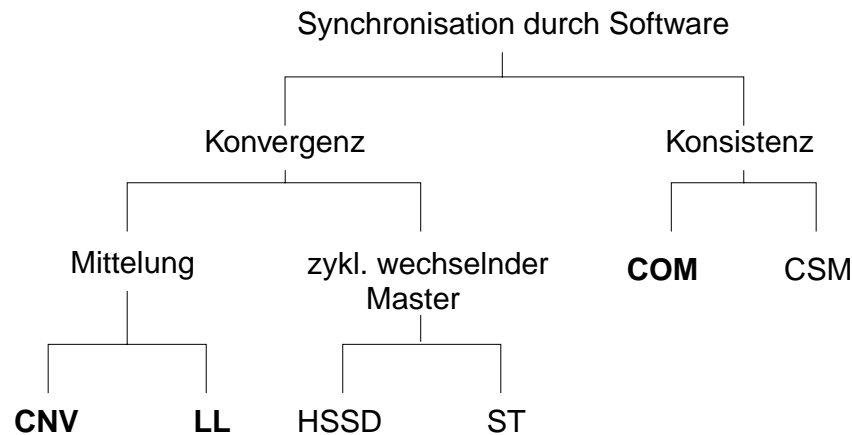 Synchronisation durch Software
Konvergenz
Konsistenz
Mittelung
zykl. wechselnder
Master
COM
CSM
CNV
LL
HSSD
ST